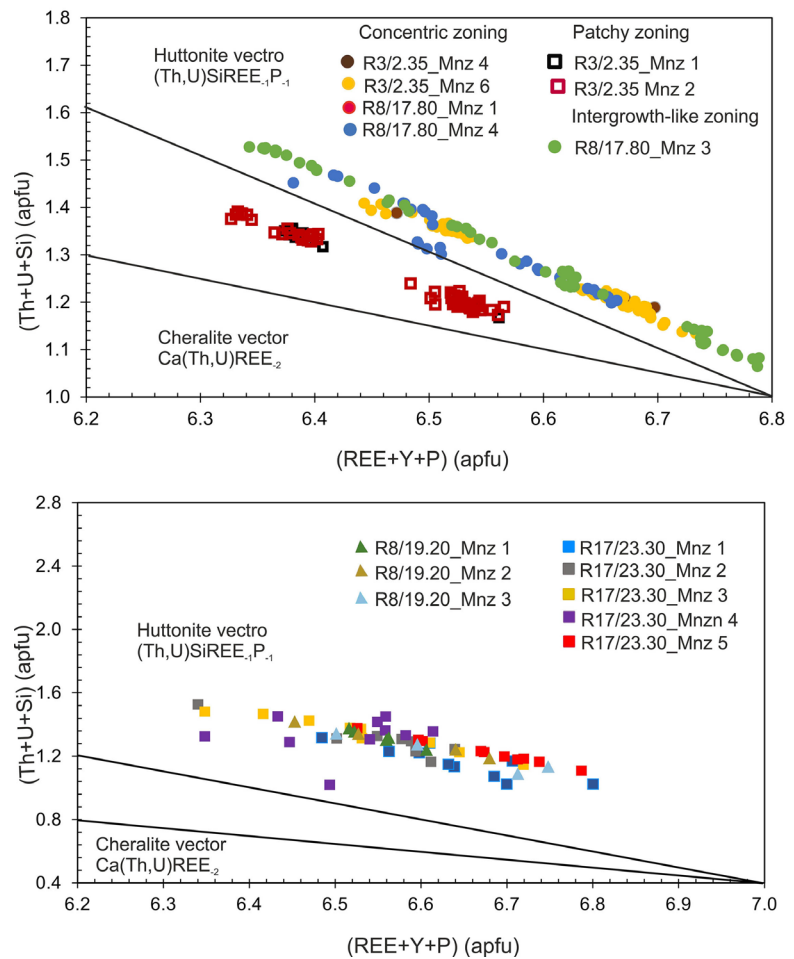 1.8
1.7
1.6
1.5
1.4
1.3
1.2
1.1
1.0
(Th+U+Si) (apfu)
Huttonite vectro
(Th,U)SiREE₋₁P₋₁
Concentric zoning
R3/2.35_Mnz 4
R3/2.35_Mnz 6
R8/17.80_Mnz 1
R8/17.80_Mnz 4
Patchy zoning
R3/2.35_Mnz 1
R3/2.35 Mnz 2
Intergrowth-like zoning
R8/17.80_Mnz 3
Cheralite vector
Ca(Th,U)REE₋₂
6.2 6.3 6.4 6.5 6.6 6.7 6.8
(REE+Y+P) (apfu)
2.8
2.4
2.0
1.6
1.2
0.8
0.4
(Th+U+Si) (apfu)
R8/19.20_Mnz 1
R8/19.20_Mnz 2
R8/19.20_Mnz 3
R17/23.30_Mnz 1
R17/23.30_Mnz 2
R17/23.30_Mnz 3
R17/23.30_Mnzn 4
R17/23.30_Mnz 5
Huttonite vectro
(Th,U)SiREE₋₁P₋₁
Cheralite vector
Ca(Th,U)REE₋₂
6.2 6.3 6.4 6.5 6.6 6.7 6.8 6.9 7.0
(REE+Y+P) (apfu)